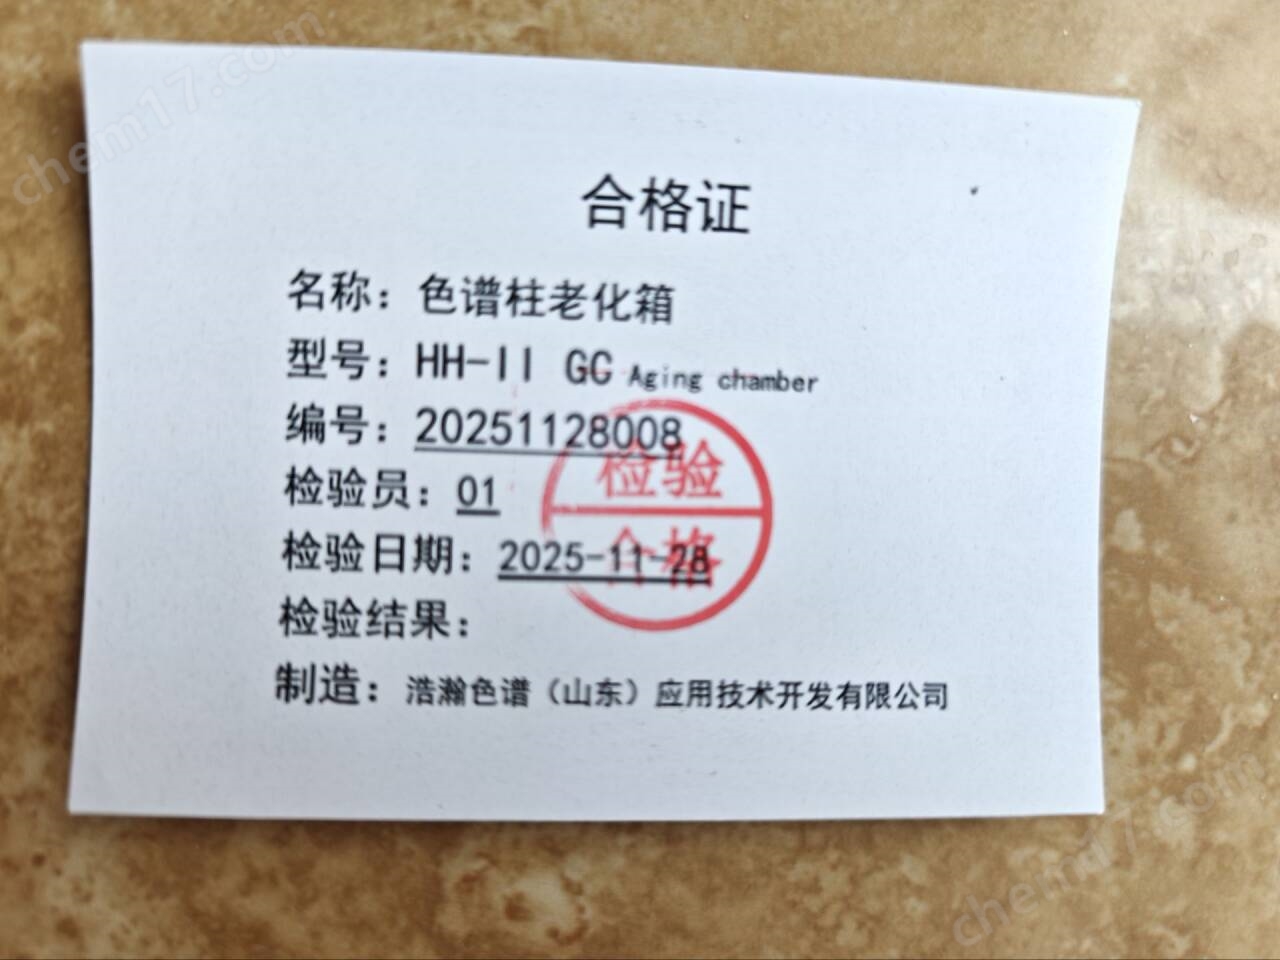 chem17.com
合格证
名称：色谱柱老化箱
型号：HH-II GC Aging chamber
编号：20251128008
检验员：01
检验日期：2025-11-28
检验结果：
制造：浩瀚色谱（山东）应用技术开发有限公司
检验
合格
chem17.com